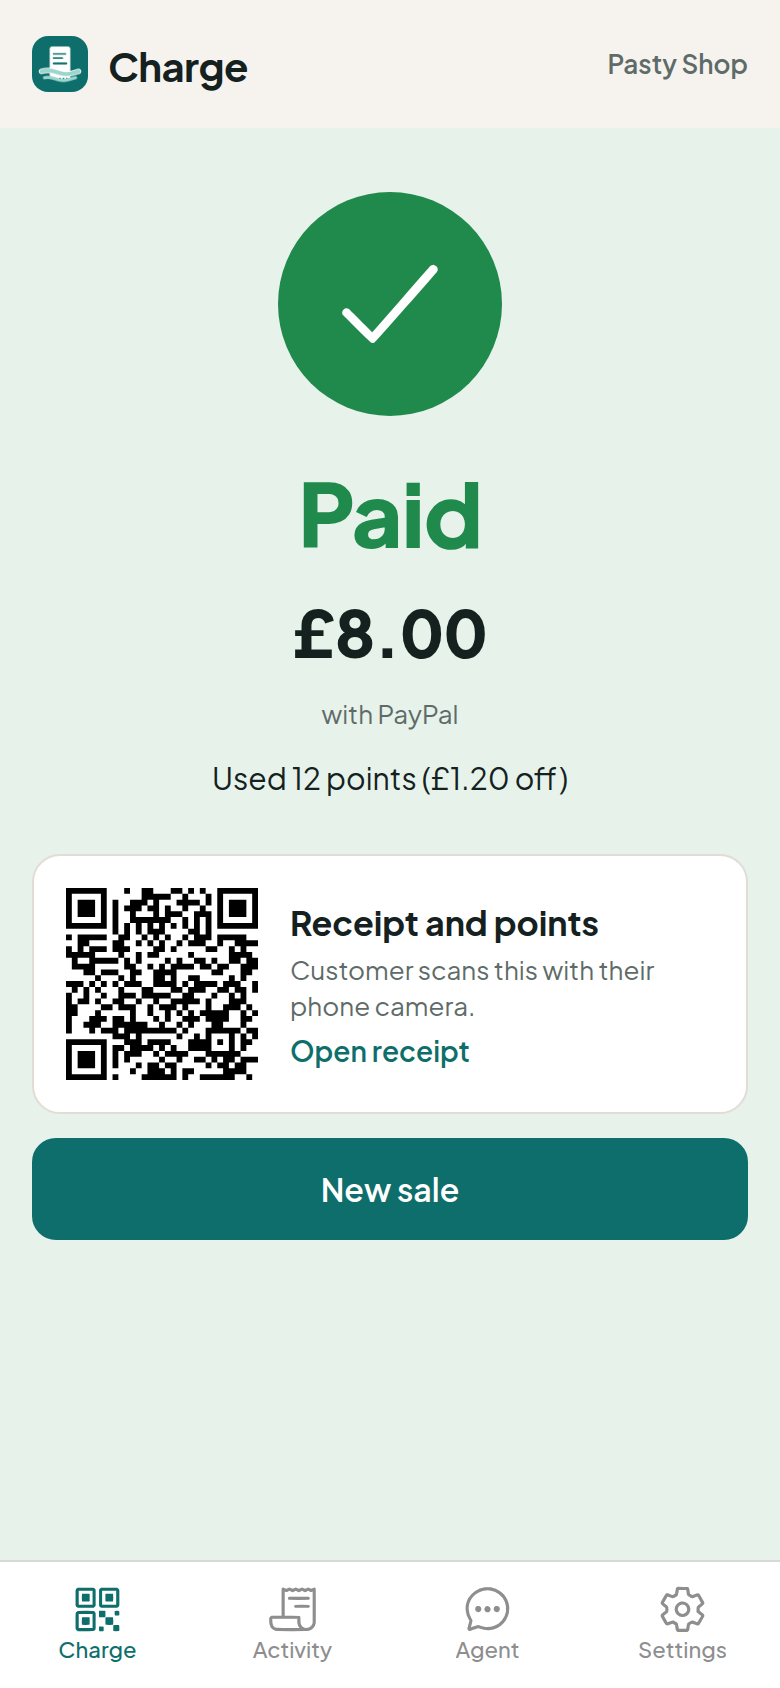 Charge
Pasty Shop
Paid
£8.00
with PayPal
Used 12 points (£1.20 off)
Receipt and points
Customer scans this with their
phone camera.
Open receipt
New sale
Charge
Activity
Agent
Settings